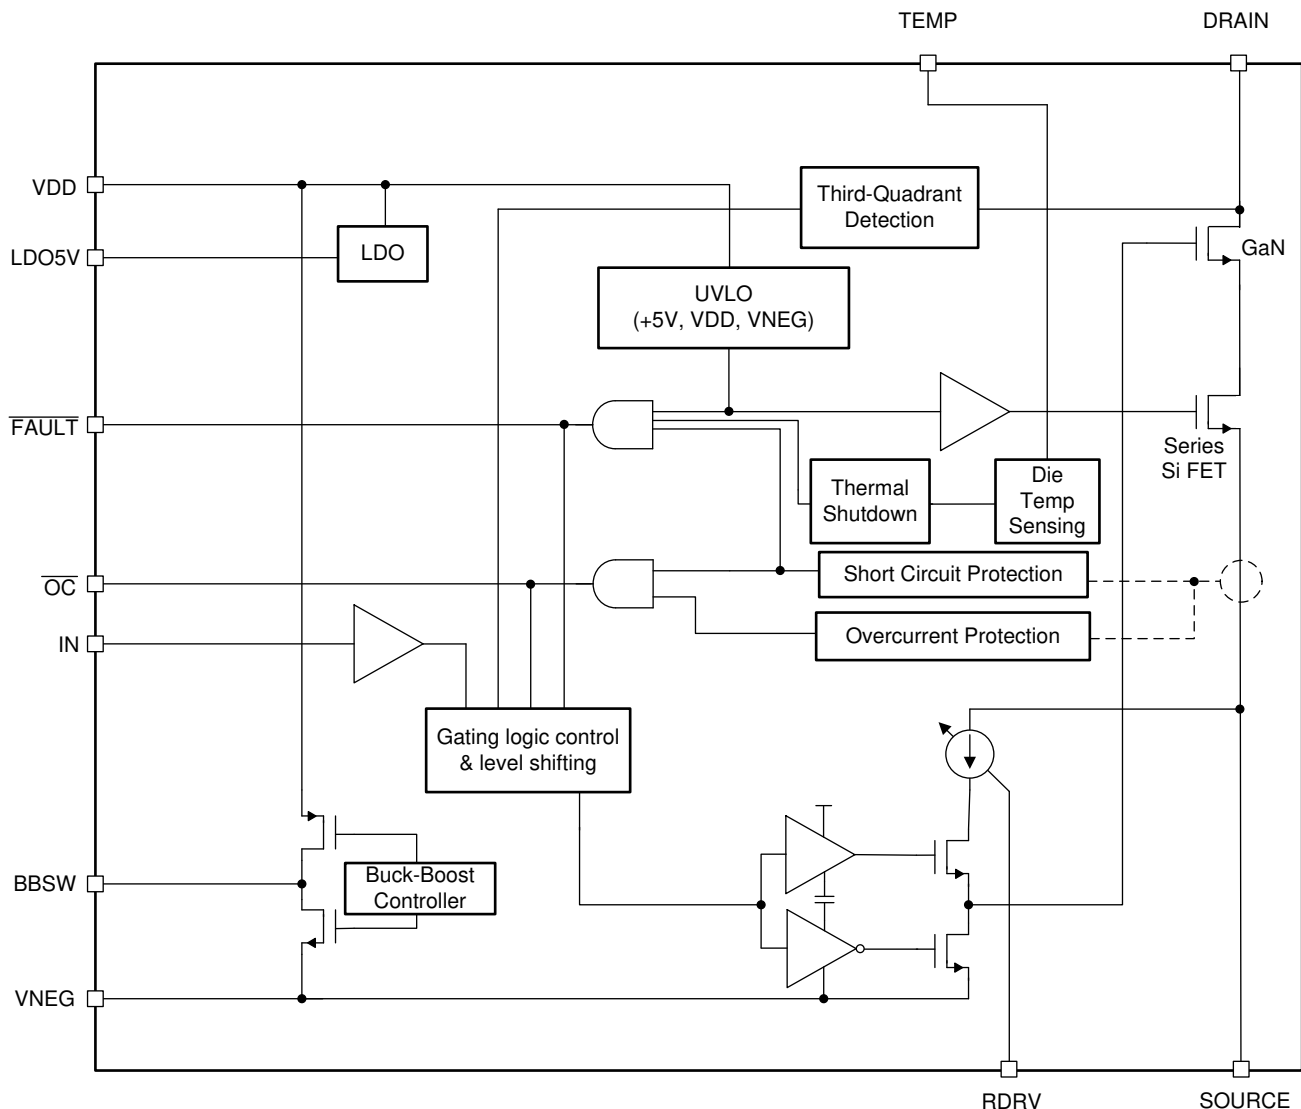 TEMP
DRAIN
VDD
Third-Quadrant
Detection
LDO
LDO5V
GaN
UVLO
(+5V, VDD, VNEG)
FAULT
Series
Si FET
Thermal
Shutdown
Die
Temp
Sensing
OC
Short Circuit Protection
IN
Overcurrent Protection
Gating logic control
& level shifting
BBSW
Buck-Boost
Controller
VNEG
RDRV
SOURCE